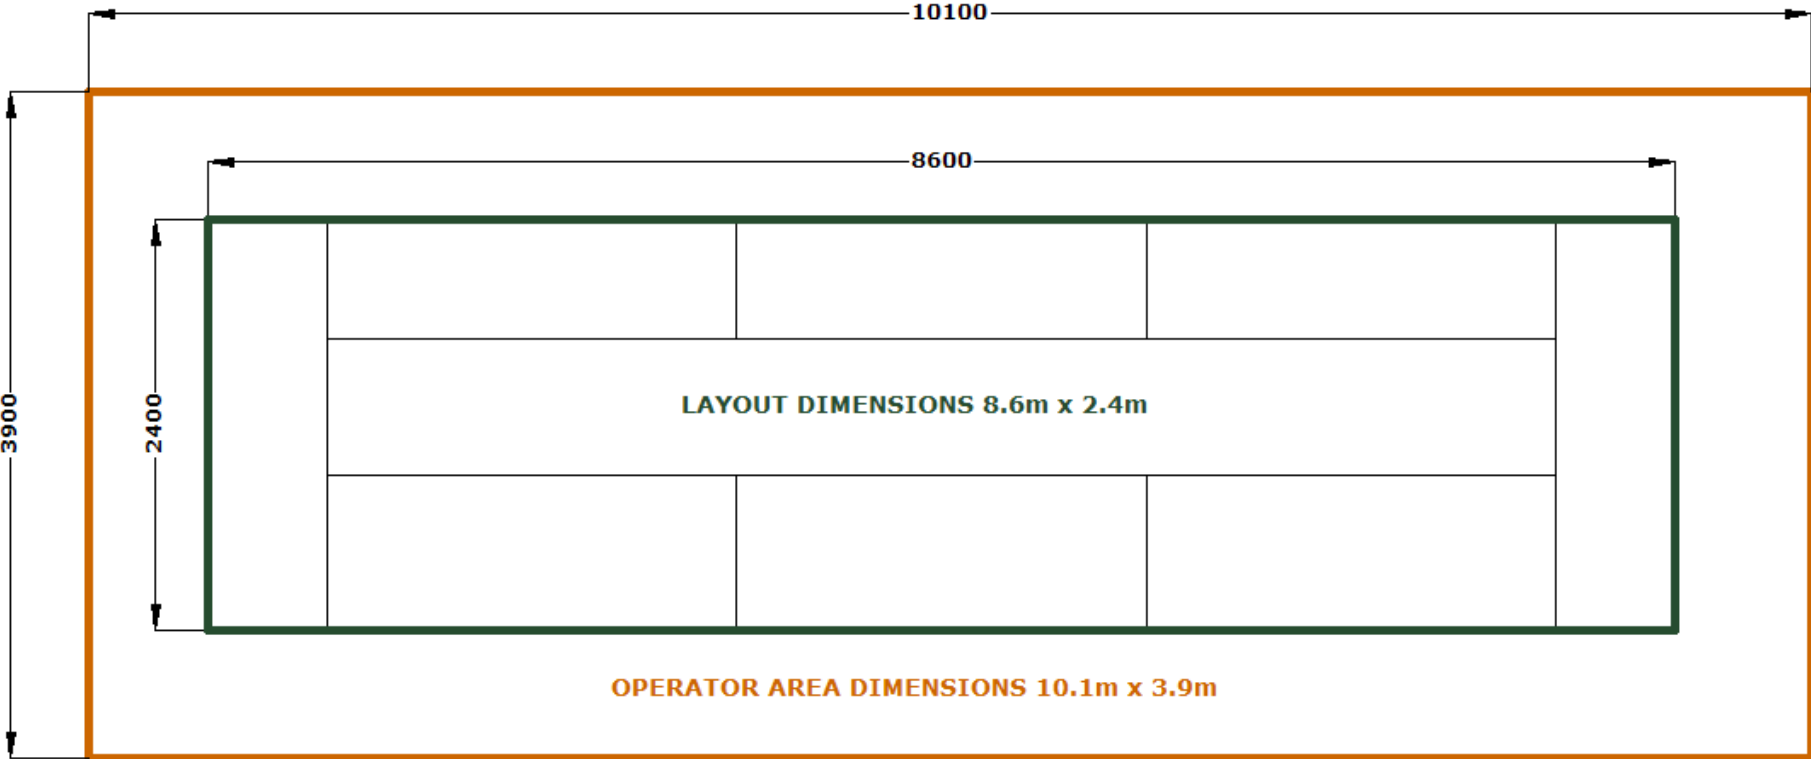 10100
8600
3900
2400
LAYOUT DIMENSIONS 8.6m x 2.4m
OPERATOR AREA DIMENSIONS 10.1m x 3.9m